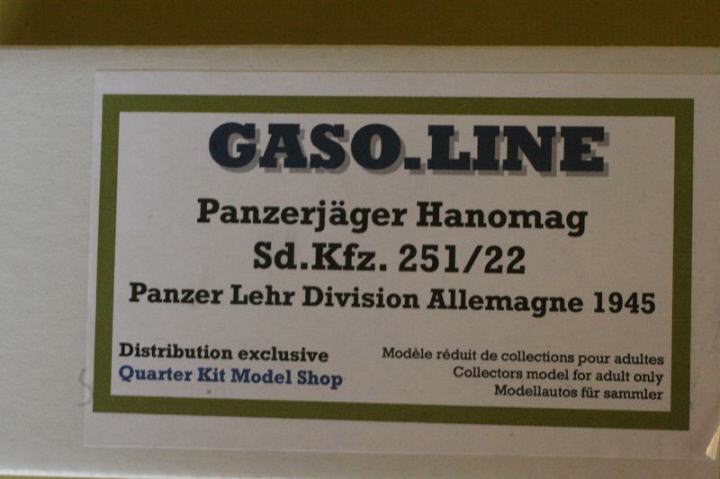 GASO.LINE
Panzerjäger Hanomag
Sd.Kfz. 251/22
Panzer Lehr Division Allemagne 1945
Distribution exclusive
Quarter Kit Model Shop
Modèle réduit de collections pour adultes
Collectors model for adult only
Modellautos für sammler